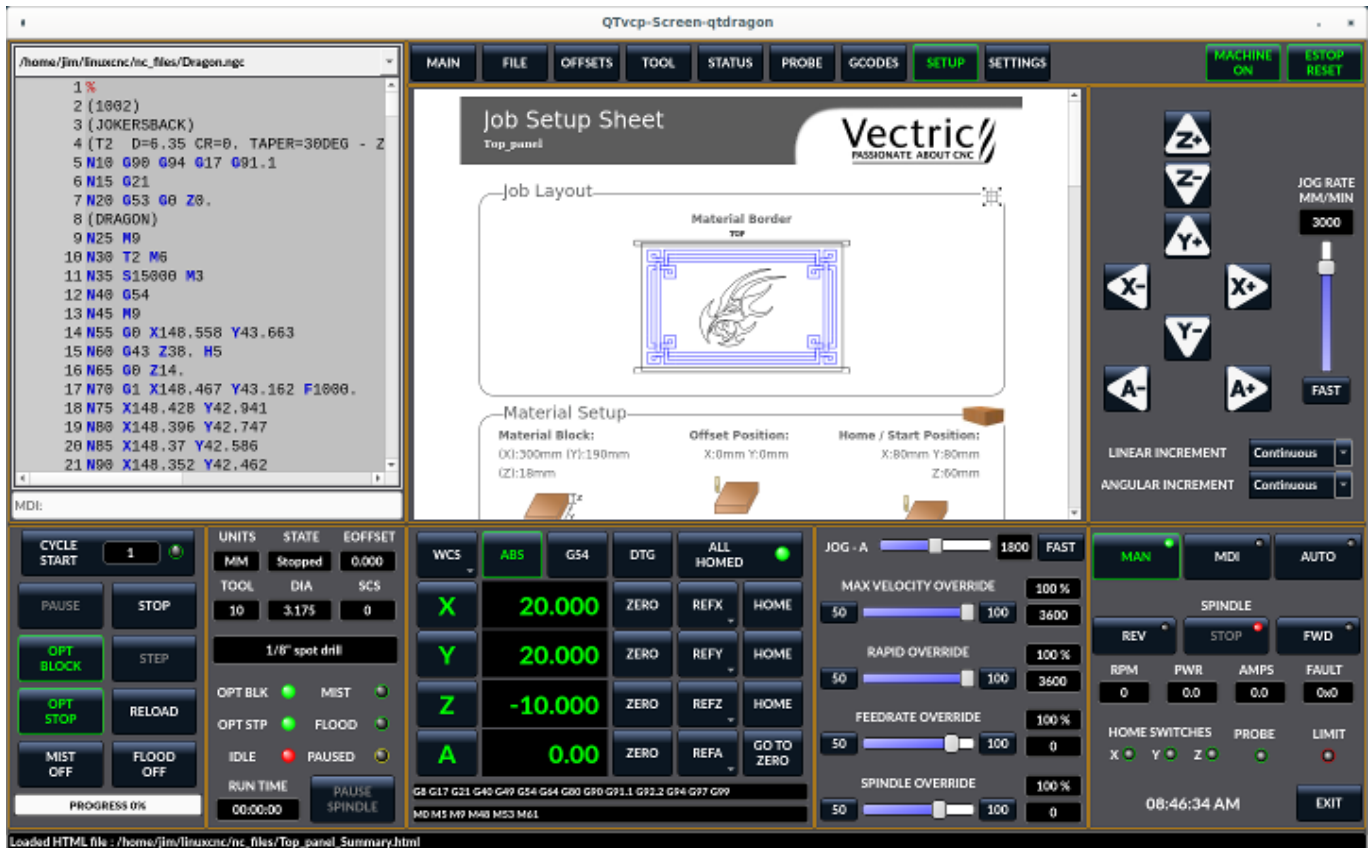 QTvcp-Screen-qtdragon
/home/jim/linuxcnc/nc_files/Dragon.ngc
1 %
2 (1002)
3 (JOKERSBACK)
4 (T2 D=6.35 CR=0. TAPER=30DEG - Z
5 N10 G90 G94 G17 G91.1
6 N15 G21
7 N20 G53 G0 Z0.
8 (DRAGON)
9 N25 M9
10 N30 T2 M6
11 N35 S15000 M3
12 N40 G54
13 N45 M9
14 N55 G0 X148.558 Y43.663
15 N60 G43 Z38. H5
16 N65 G0 Z14.
17 N70 G1 X148.467 Y43.162 F1000.
18 N75 X148.428 Y42.941
19 N80 X148.396 Y42.747
20 N85 X148.37 Y42.586
21 N90 X148.352 Y42.462
MDI:
MAIN FILE OFFSETS TOOL STATUS PROBE GCODES SETUP SETTINGS
MACHINE ON
ESTOP RESET
Job Setup Sheet
Top_panel
Vectric
PASSIONATE ABOUT CNC
Job Layout
Material Border
TOP
Material Setup
Material Block: Offset Position: Home / Start Position:
(X):300mm (Y):190mm X:0mm Y:0mm X:80mm Y:80mm
(Z):18mm Z:60mm
Z
Y
Z+
Z-
Y+
X- X+
Y-
A- A+
JOG RATE
MM/MIN
3000
FAST
LINEAR INCREMENT Continuous
ANGULAR INCREMENT Continuous
CYCLE START 1
PAUSE STOP
OPT BLOCK STEP
OPT STOP RELOAD
MIST OFF FLOOD OFF
PROGRESS 0%
UNITS STATE EOFFSET
MM Stopped 0.000
TOOL DIA SCS
10 3.175 0
1/8" spot drill
OPT BLK MIST
OPT STP FLOOD
IDLE PAUSED
RUN TIME
00:00:00
PAUSE SPINDLE
WCS ABS G54 DTG ALL HOMED
X 20.000 ZERO REFX HOME
Y 20.000 ZERO REFY HOME
Z -10.000 ZERO REFZ HOME
A 0.00 ZERO REFA GO TO ZERO
G8 G17 G21 G40 G49 G54 G64 G80 G90 G91.1 G92.2 G94 G97 G99
M0 M5 M9 M48 M53 M61
JOG - A 1800 FAST
MAX VELOCITY OVERRIDE 100 %
50 100 3600
RAPID OVERRIDE 100 %
50 100 3600
FEEDRATE OVERRIDE 100 %
50 100 0
SPINDLE OVERRIDE 100 %
50 100 0
MAN MDI AUTO
SPINDLE
REV STOP FWD
RPM PWR AMPS FAULT
0 0.0 0.0 0x0
HOME SWITCHES PROBE LIMIT
X Y Z
08:46:34 AM EXIT
Loaded HTML file : /home/jim/linuxcnc/nc_files/Top_panel_Summary.html